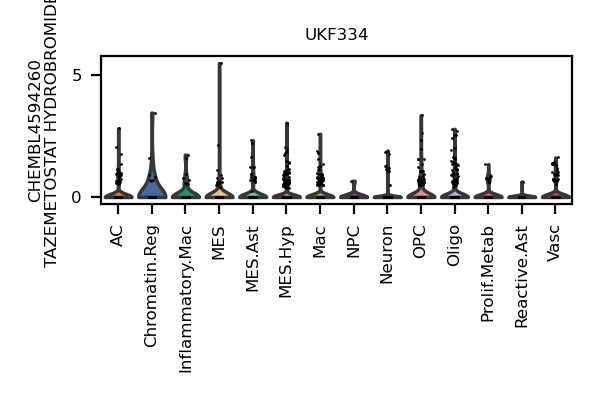 UKF334
CHEMBL4594260
TAZEMETOSTAT HYDROBROMIDE
5
0
AC
Chromatin.Reg
Inflammatory.Mac
MES
MES.Ast
MES.Hyp
Mac
NPC
Neuron
OPC
Oligo
Prolif.Metab
Reactive.Ast
Vasc